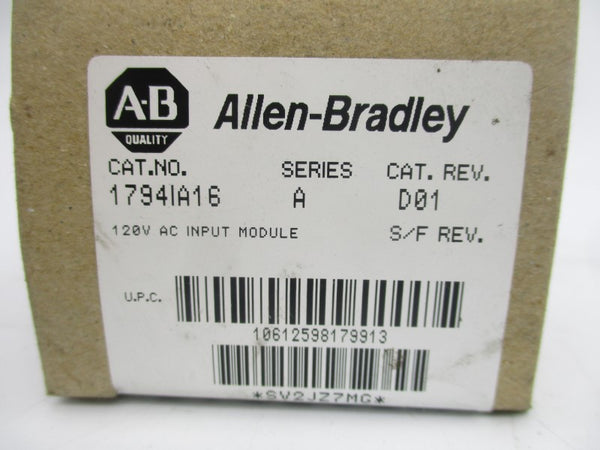 A-B
QUALITY
Allen-Bradley
CAT.NO. SERIES CAT. REV.
1794IA16 A D01
120V AC INPUT MODULE S/F REV.
U.P.C.
10612598179913
*SV2JZ7MG*